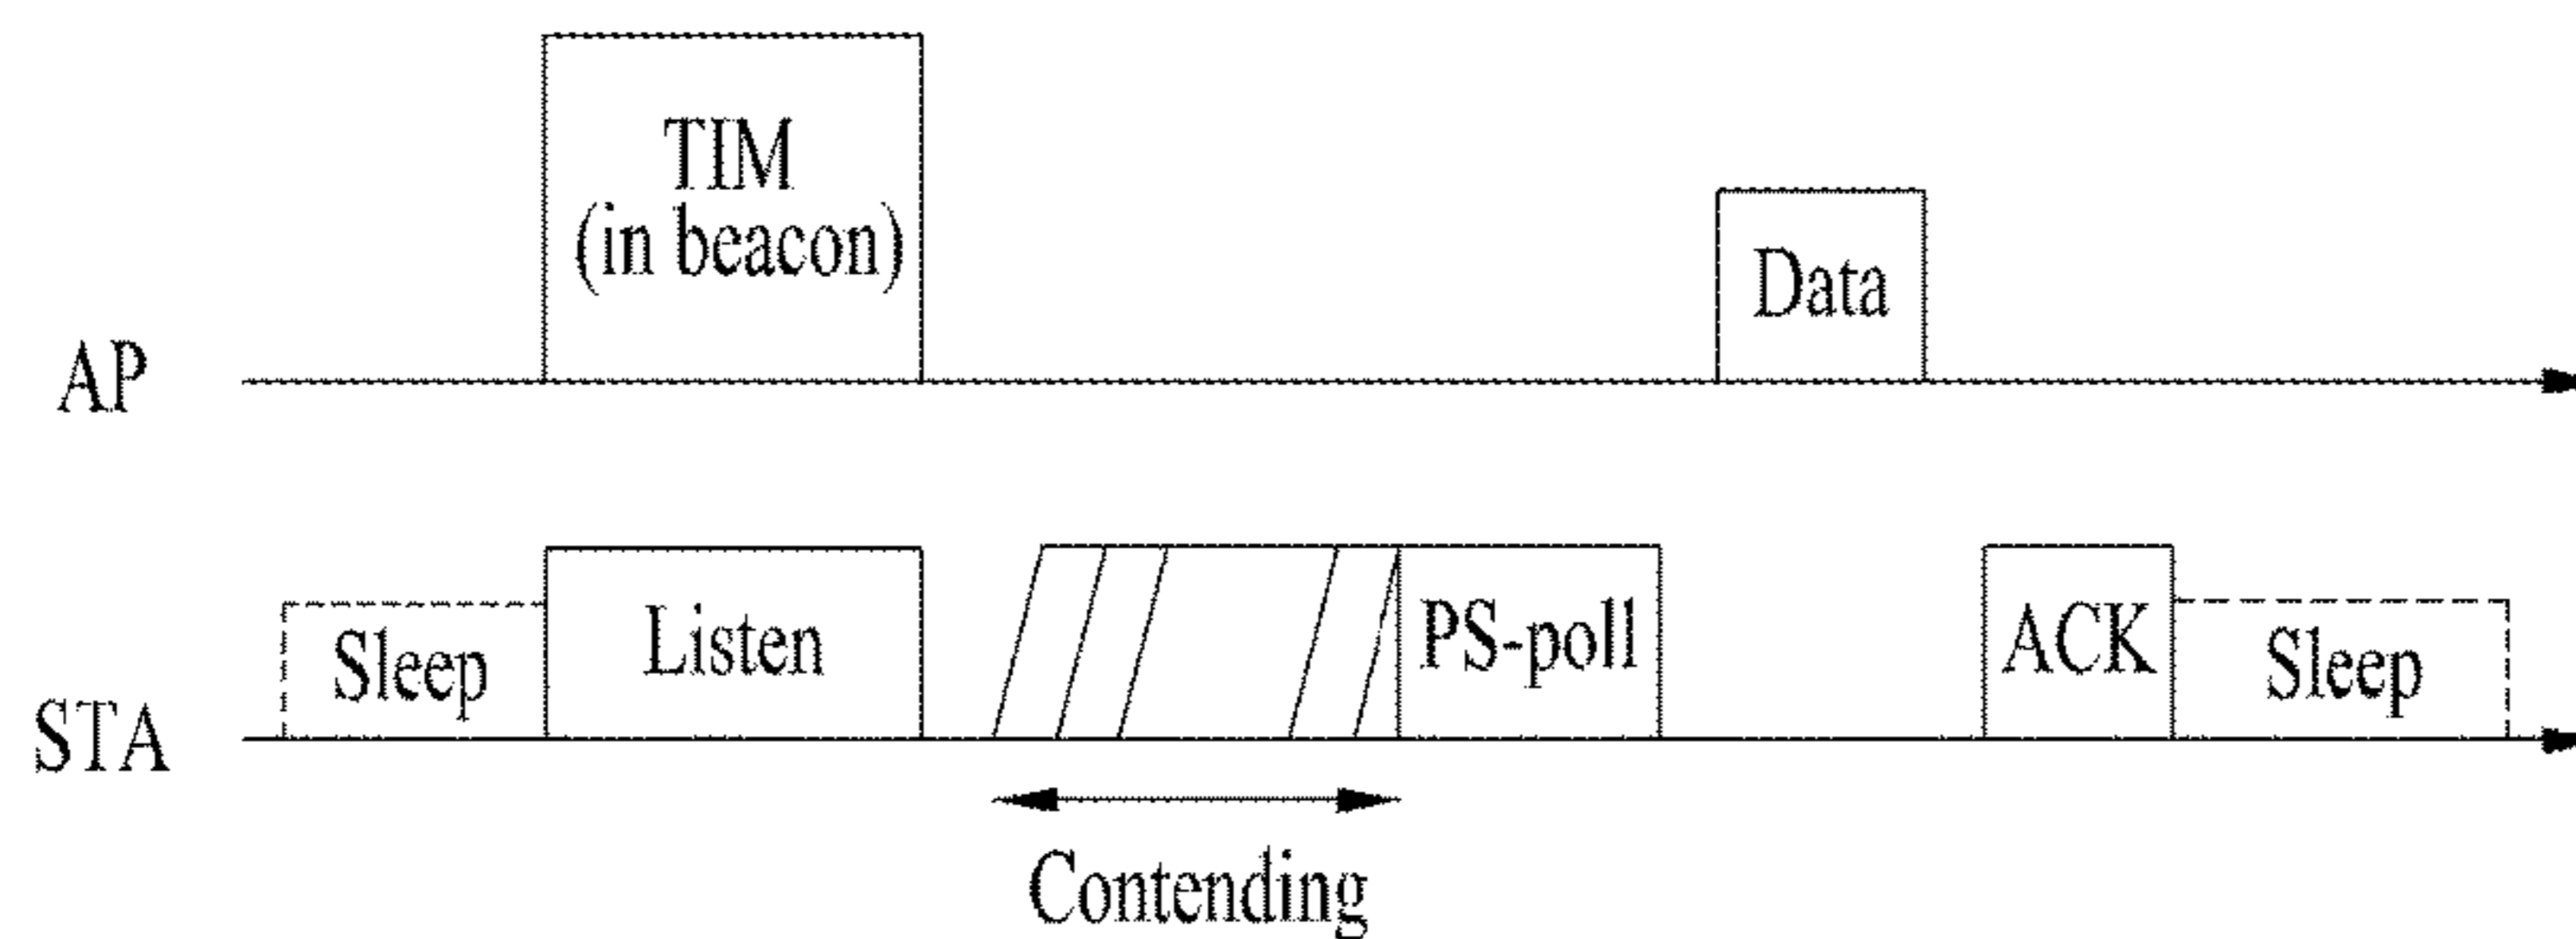 TIM
(in beacon)
Data
AP
Sleep
Listen
PS-poll
ACK
Sleep
STA
Contending